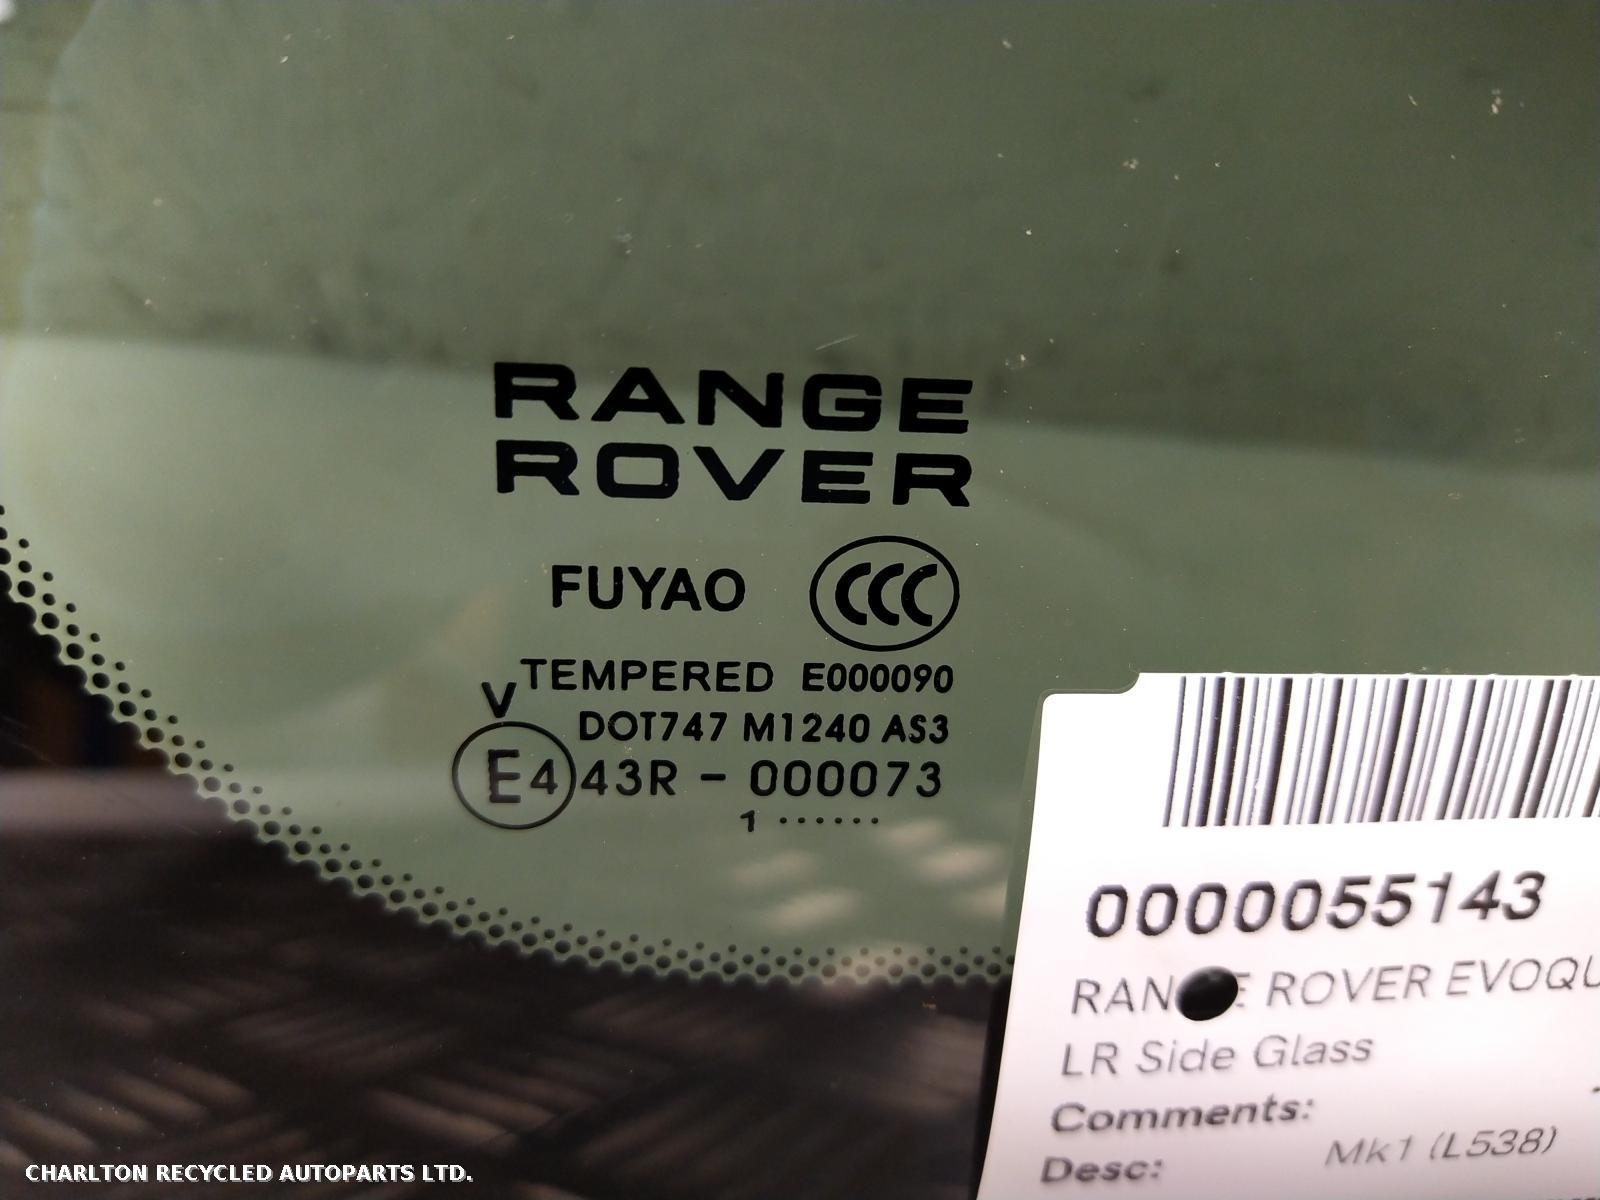 RANGE
ROVER
FUYAO CCC
TEMPERED E000090
V
DOT747 M1240 AS3
E4 43R - 000073
1 ......
0000055143
ROVER
LR Side Glass
Comments:
Mk1 (L538)
Desc:
CHARLTON RECYCLED AUTOPARTS LTD.